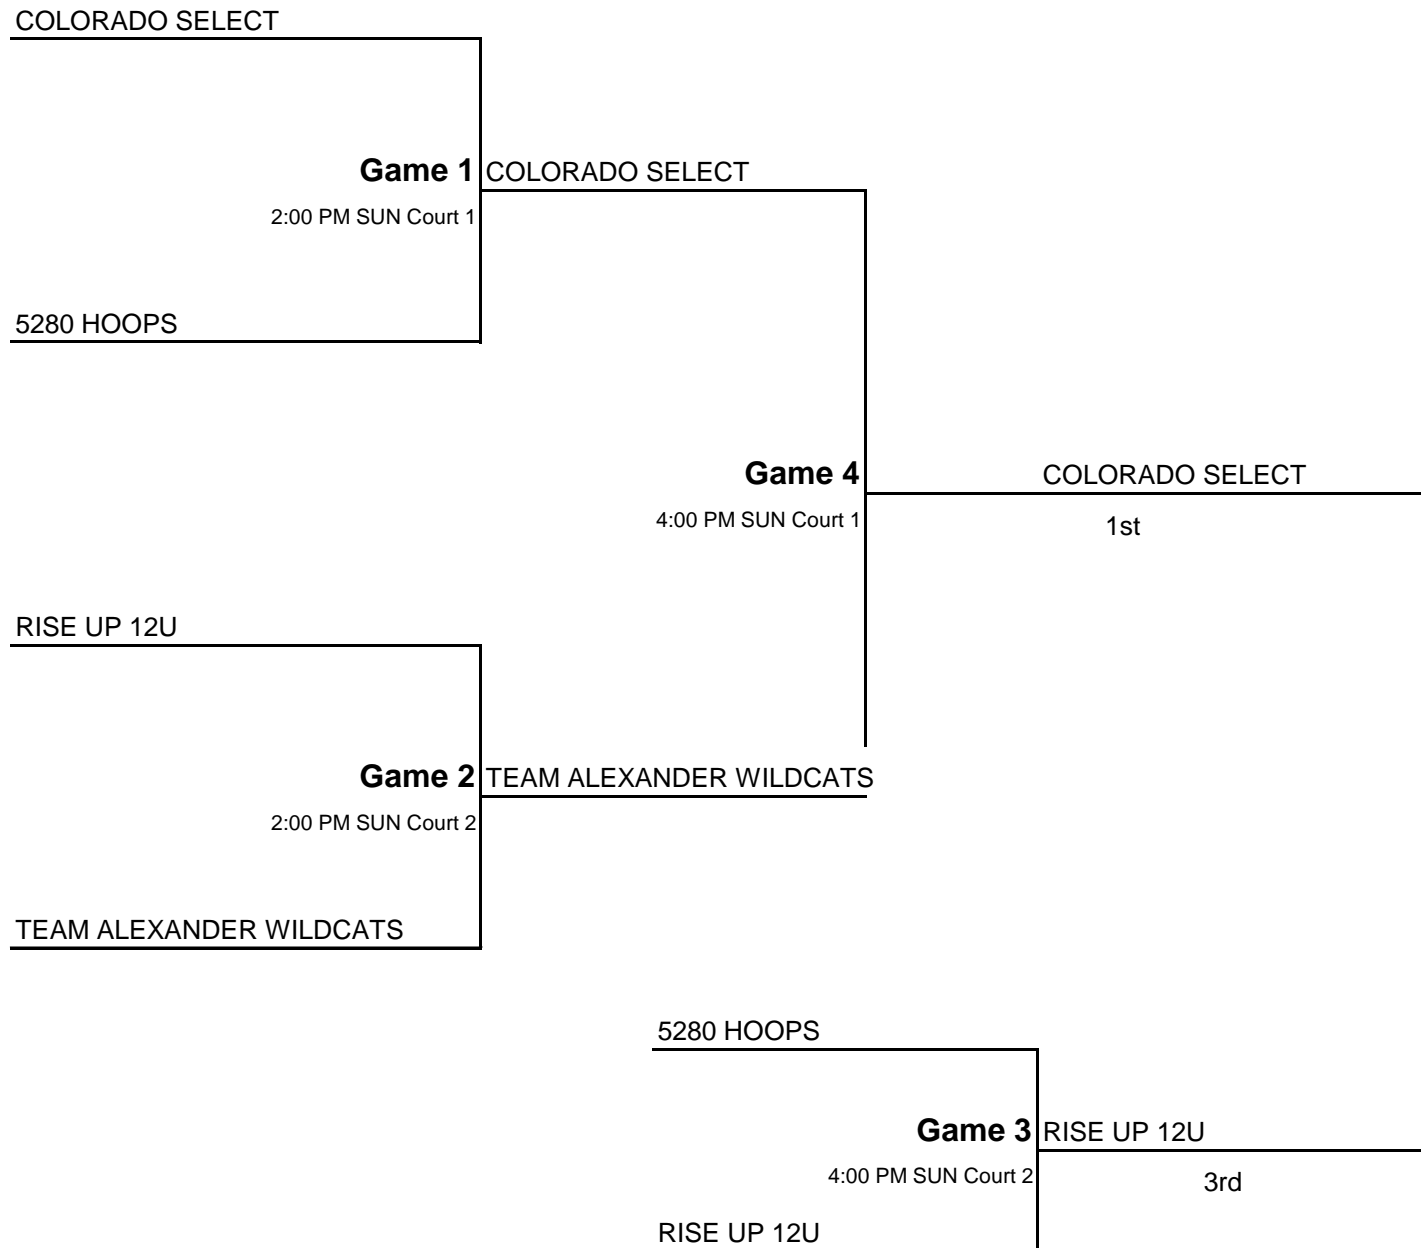 COLORADO SELECT
Game 1
COLORADO SELECT
2:00 PM SUN Court 1
5280 HOOPS
Game 4
COLORADO SELECT
4:00 PM SUN Court 1
1st
RISE UP 12U
Game 2
TEAM ALEXANDER WILDCATS
2:00 PM SUN Court 2
TEAM ALEXANDER WILDCATS
5280 HOOPS
Game 3
RISE UP 12U
4:00 PM SUN Court 2
3rd
RISE UP 12U